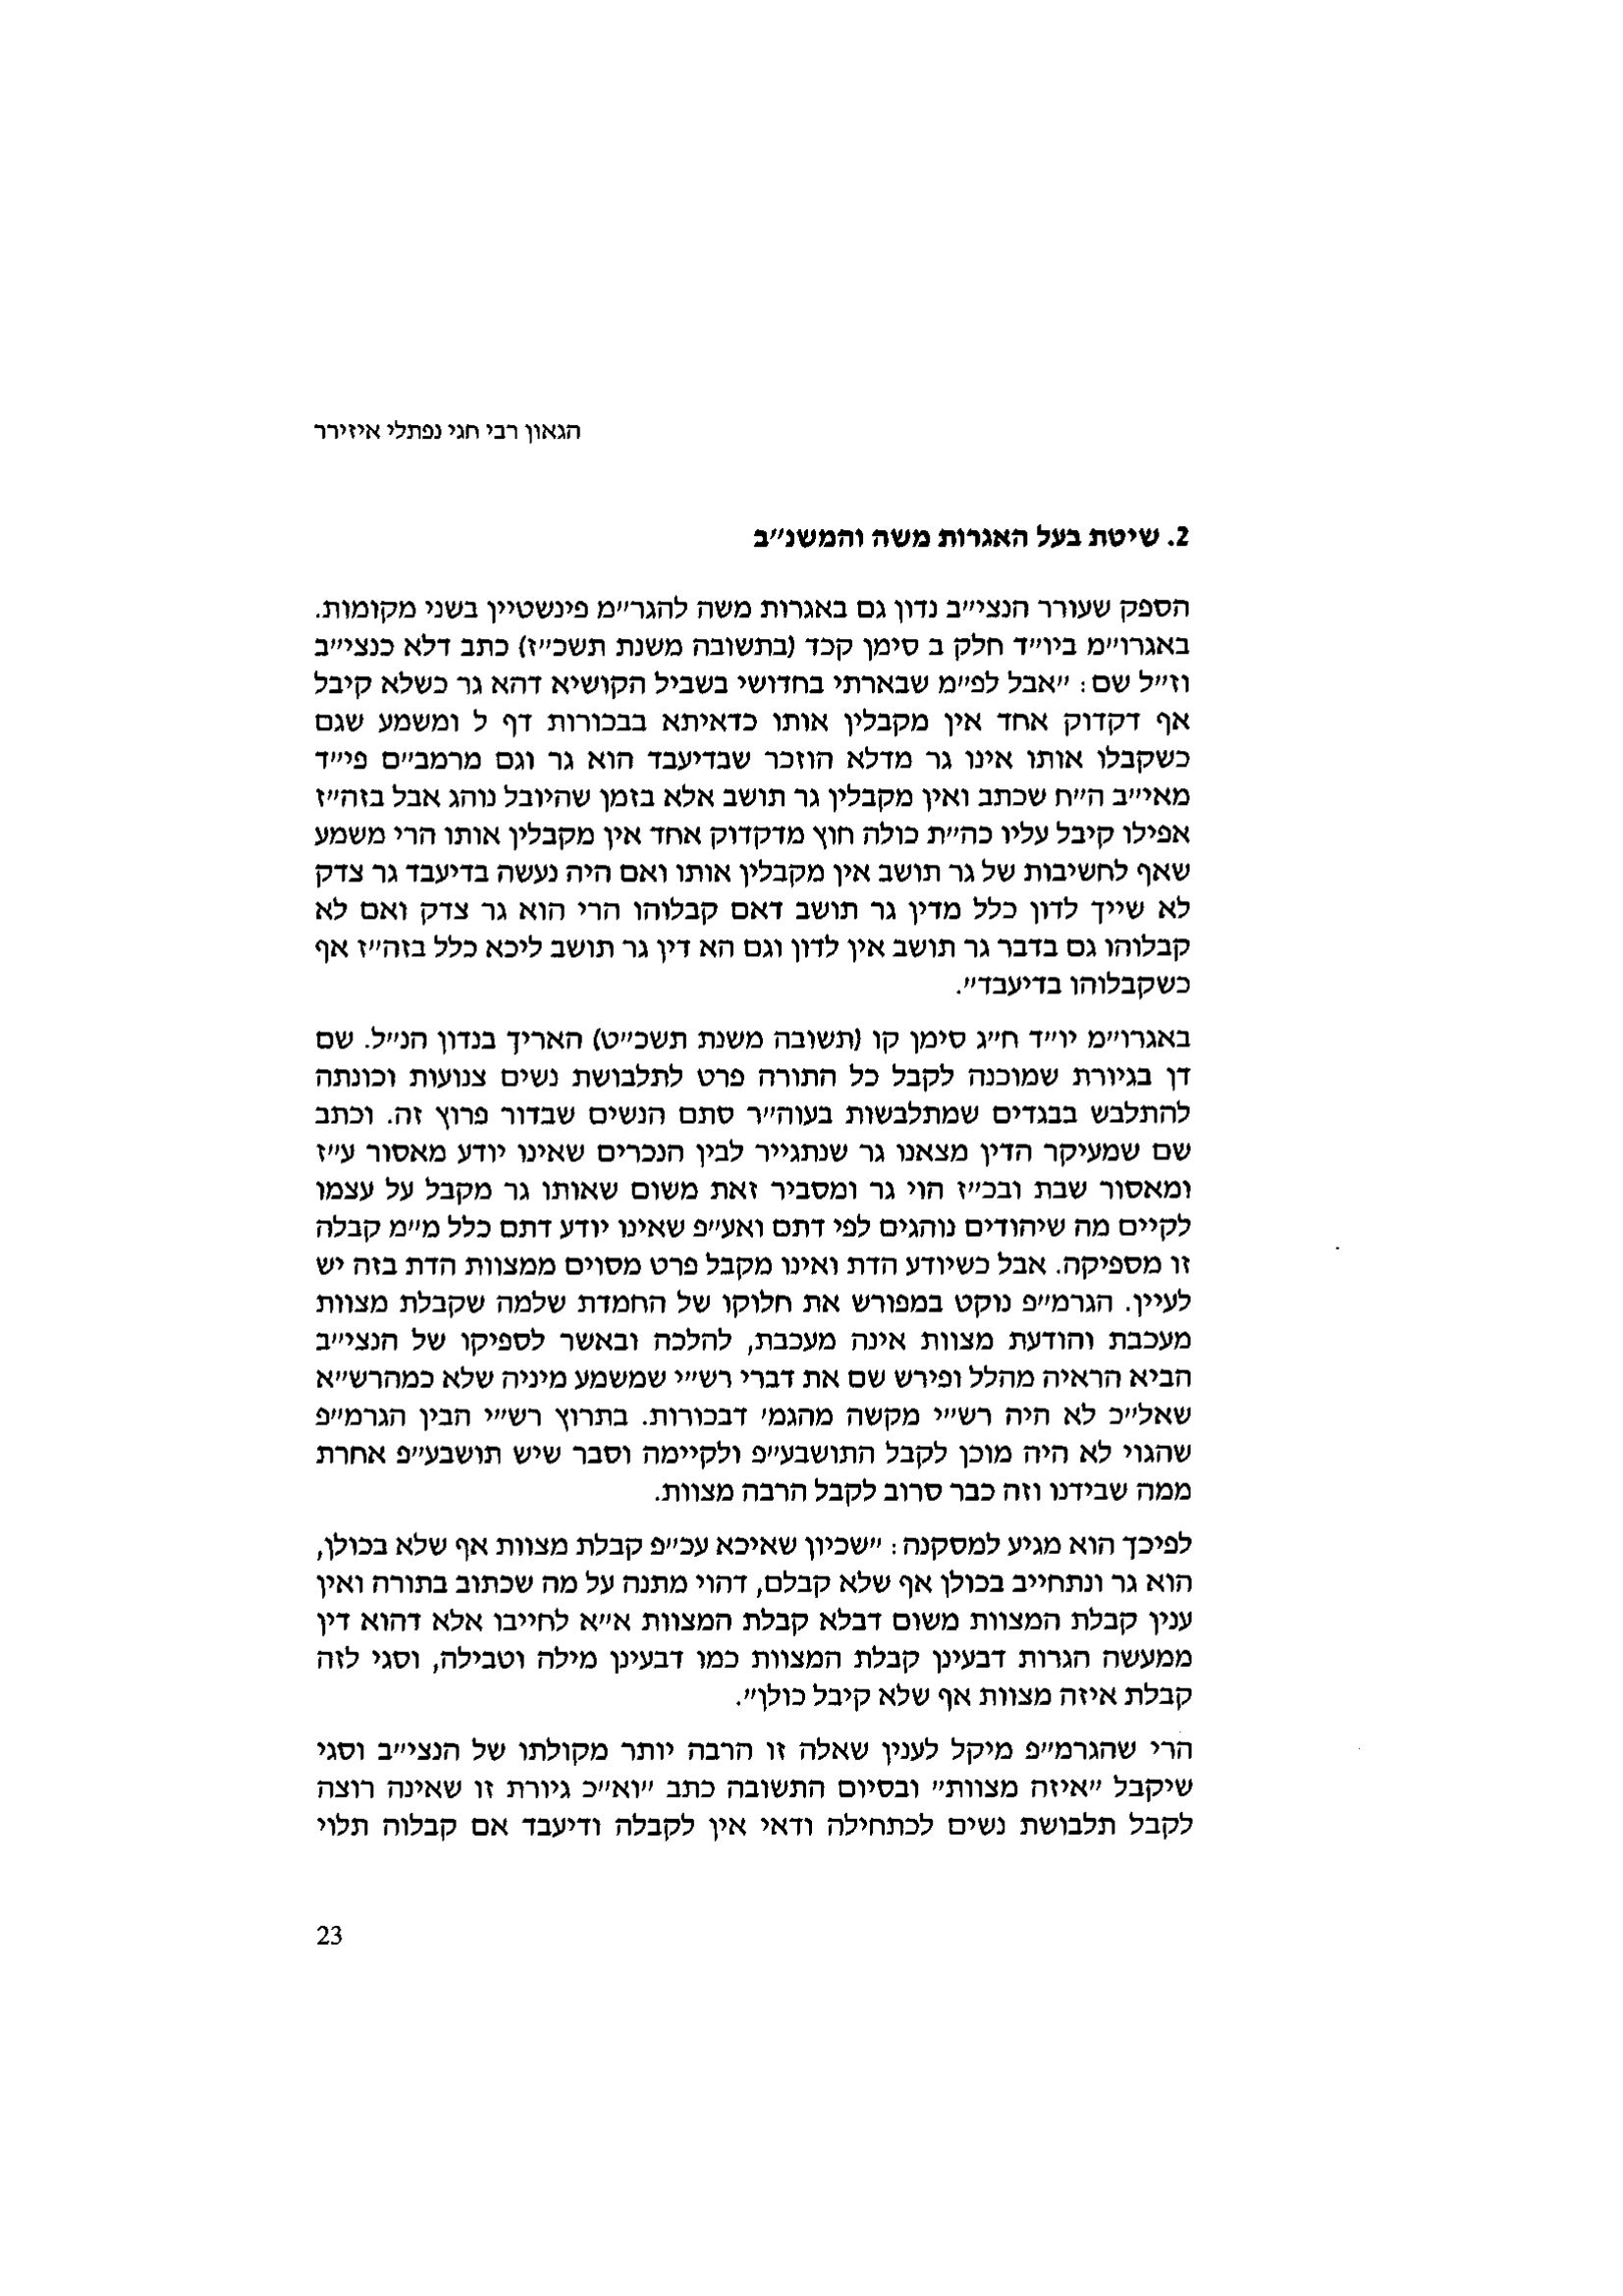 הגאון רבי חגי נפתלי איזירר
2. שיטת בעל האגרות משה והמשנ״ב
הספק שעורר הנצי״ב נדון גם באגרות משה להגר״מ פינשטיין בשני מקומות.
באגרו״מ ביו״ד חלק ב סימן קכד (בתשובה משנת תשכ״ז) כתב דלא כנצי״ב
וז״ל שם: ״אבל לפ״מ שבארתי בחדושי בשביל הקושיא דהא גר כשלא קיבל
אף דקדוק אחד אין מקבלין אותו כדאיתא בבכורות דף ל ומשמע שגם
כשקבלו אותו אינו גר מדלא הוזכר שבדיעבד הוא גר וגם מרמב״ם פי״ד
מאי״ב ה״ח שכתב ואין מקבלין גר תושב אלא בזמן שהיובל נוהג אבל בזה״ז
אפילו קיבל עליו כה״ת כולה חוץ מדקדוק אחד אין מקבלין אותו הרי משמע
שאף לחשיבות של גר תושב אין מקבלין אותו ואם היה נעשה בדיעבד גר צדק
לא שייך לדון כלל מדין גר תושב דאם קבלוהו הרי הוא גר צדק ואם לא
קבלוהו גם בדבר גר תושב אין לדון וגם הא דין גר תושב ליכא כלל בזה״ז אף
כשקבלוהו בדיעבד״.
באגרו״מ יו״ד ח״ג סימן קו (תשובה משנת תשכ״ט) האריך בנדון הנ״ל. שם
דן בגיורת שמוכנה לקבל כל התורה פרט לתלבושת נשים צנועות וכונתה
להתלבש בבגדים שמתלבשות בעוה״ר סתם הנשים שבדור פרוץ זה. וכתב
שם שמעיקר הדין מצאנו גר שנתגייר לבין הנכרים שאינו יודע מאסור ע״ז
ומאסור שבת ובכ״ז הוי גר ומסביר זאת משום שאותו גר מקבל על עצמו
לקיים מה שיהודים נוהגים לפי דתם ואע״פ שאינו יודע דתם כלל מ״מ קבלה
זו מספיקה. אבל כשיודע הדת ואינו מקבל פרט מסוים ממצוות הדת בזה יש
לעיין. הגרמ״פ נוקט במפורש את חלוקו של החמדת שלמה שקבלת מצוות
מעכבת והודעת מצוות אינה מעכבת, להלכה ובאשר לספיקו של הנצי״ב
הביא הראיה מהלל ופירש שם את דברי רש״י שמשמע מיניה שלא כמהרש״א
שאל״כ לא היה רש״י מקשה מהגמ׳ דבכורות. בתרוץ רש״י הבין הגרמ״פ
שהגוי לא היה מוכן לקבל התושבע״פ ולקיימה וסבר שיש תושבע״פ אחרת
ממה שבידנו וזה כבר סרוב לקבל הרבה מצוות.
לפיכך הוא מגיע למסקנה: ״שכיון שאיכא עכ״פ קבלת מצוות אף שלא בכולן,
הוא גר ונתחייב בכולן אף שלא קבלם, דהוי מתנה על מה שכתוב בתורה ואין
ענין קבלת המצוות משום דבלא קבלת המצוות א״א לחייבו אלא דהוא דין
ממעשה הגרות דבעינן קבלת המצוות כמו דבעינן מילה וטבילה, וסגי לזה
קבלת איזה מצוות אף שלא קיבל כולן״.
הרי שהגרמ״פ מיקל לענין שאלה זו הרבה יותר מקולתו של הנצי״ב וסגי
שיקבל ״איזה מצוות״ ובסיום התשובה כתב ״וא״כ גיורת זו שאינה רוצה
לקבל תלבושת נשים לכתחילה ודאי אין לקבלה ודיעבד אם קבלוה תלוי
23